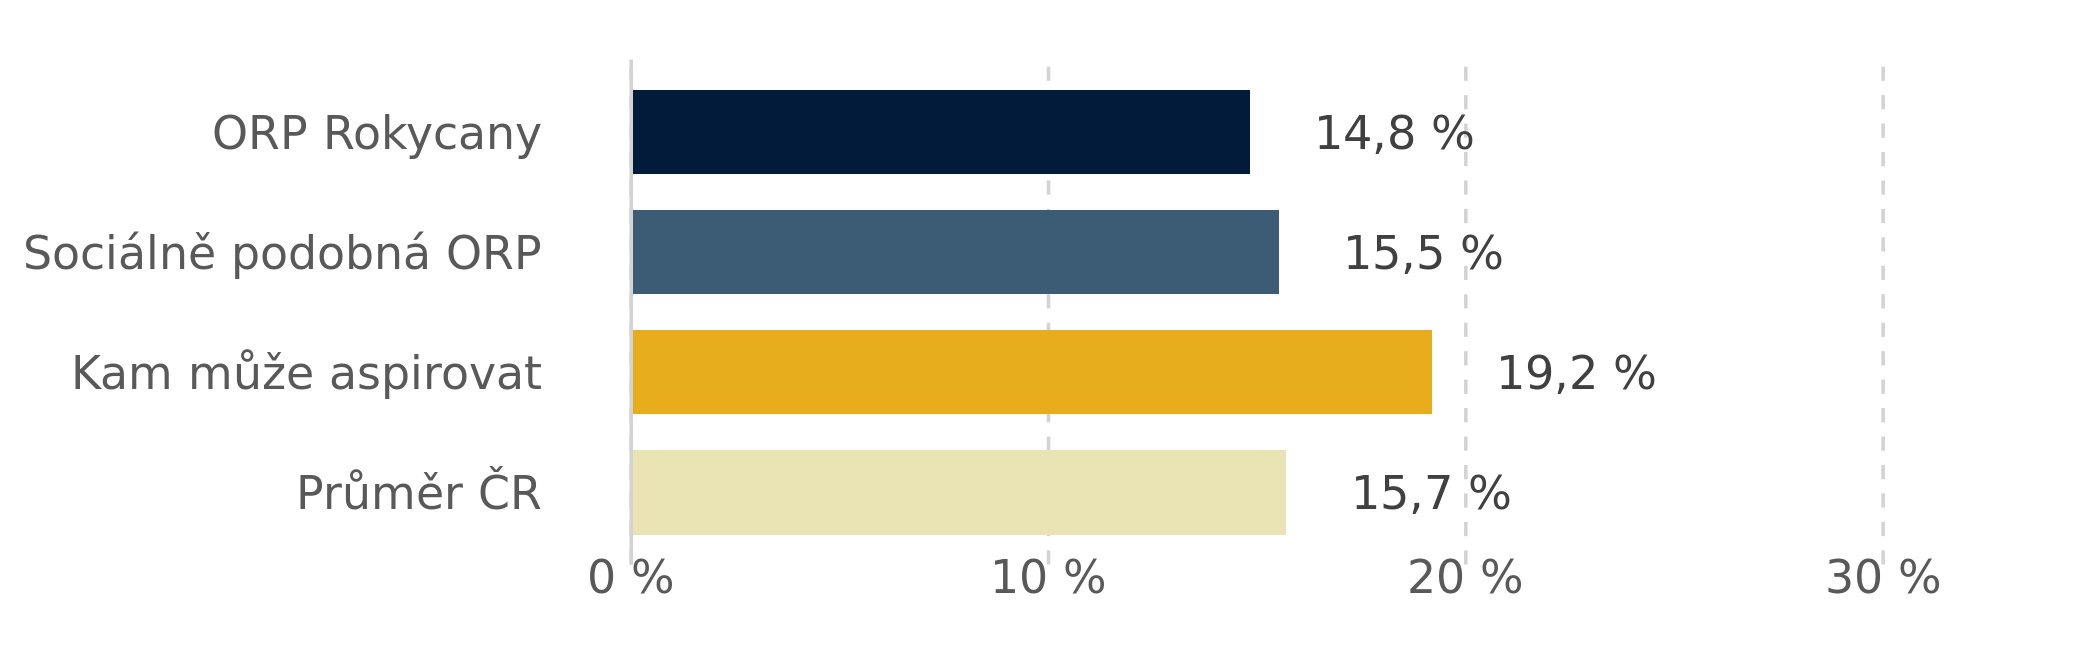 ORP Rokycany 14,8 %
Sociálně podobná ORP 15,5 %
Kam může aspirovat 19,2 %
Průměr ČR 15,7 %
0 % 10 % 20 % 30 %